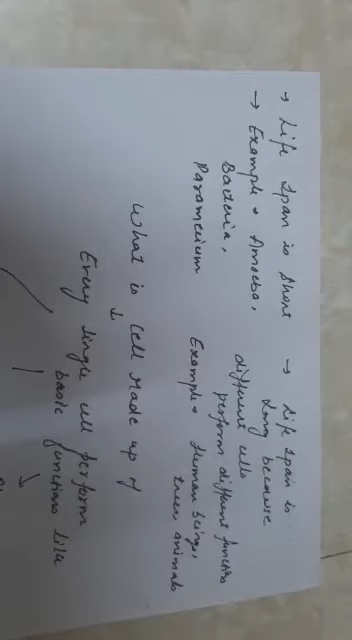 → Life Span is Short
→ Example → Amoeba,
Bacteria,
Paramecium
→ Life Span is
long because
different cells
perform different functions
Example → Human beings,
trees, animals
What is Cell Made up of
↓
Every Single cell perform
basic functions like